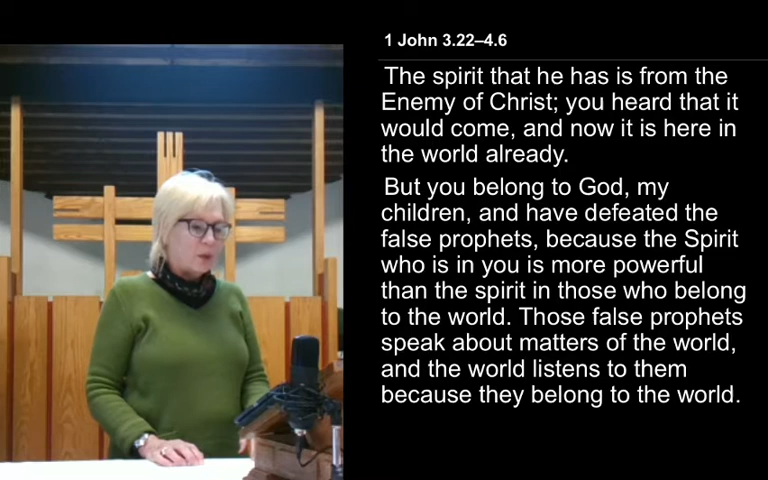 1 John 3.22–4.6
The spirit that he has is from the
Enemy of Christ; you heard that it
would come, and now it is here in
the world already.
But you belong to God, my
children, and have defeated the
false prophets, because the Spirit
who is in you is more powerful
than the spirit in those who belong
to the world. Those false prophets
speak about matters of the world,
and the world listens to them
because they belong to the world.